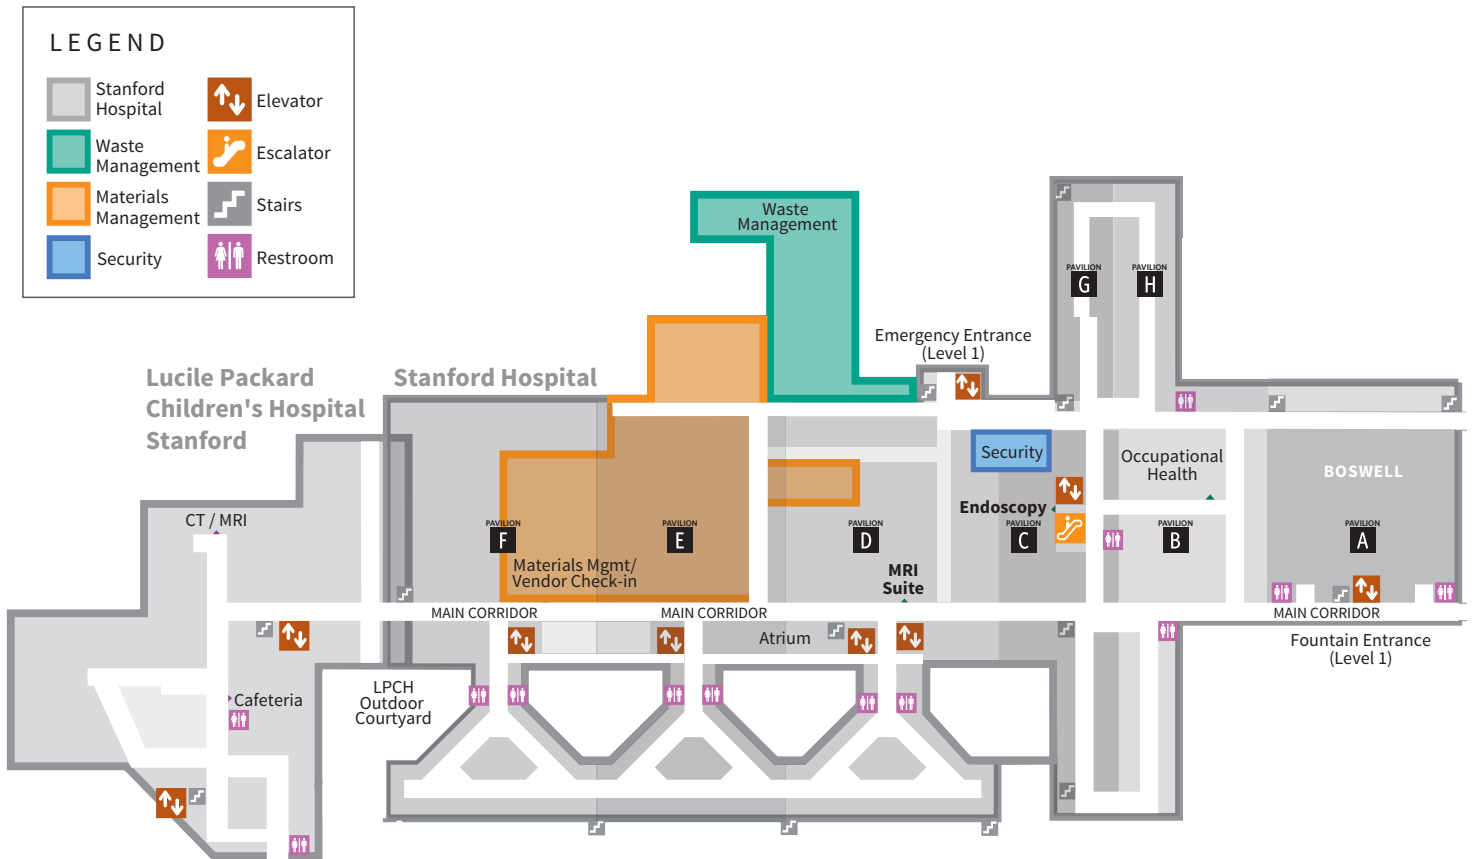 LEGEND
Stanford
Hospital
Waste
Management
Materials
Management
Security
Elevator
Escalator
Stairs
Restroom
Waste
Management
PAVILION
G
PAVILION
H
Emergency Entrance
(Level 1)
Lucile Packard
Children's Hospital
Stanford
Stanford Hospital
Security
Occupational
Health
BOSWELL
Endoscopy
CT / MRI
PAVILION
F
PAVILION
E
PAVILION
D
PAVILION
C
PAVILION
B
PAVILION
A
Materials Mgmt/
Vendor Check-in
MRI
Suite
MAIN CORRIDOR
MAIN CORRIDOR
MAIN CORRIDOR
Atrium
Fountain Entrance
(Level 1)
Cafeteria
LPCH
Outdoor
Courtyard